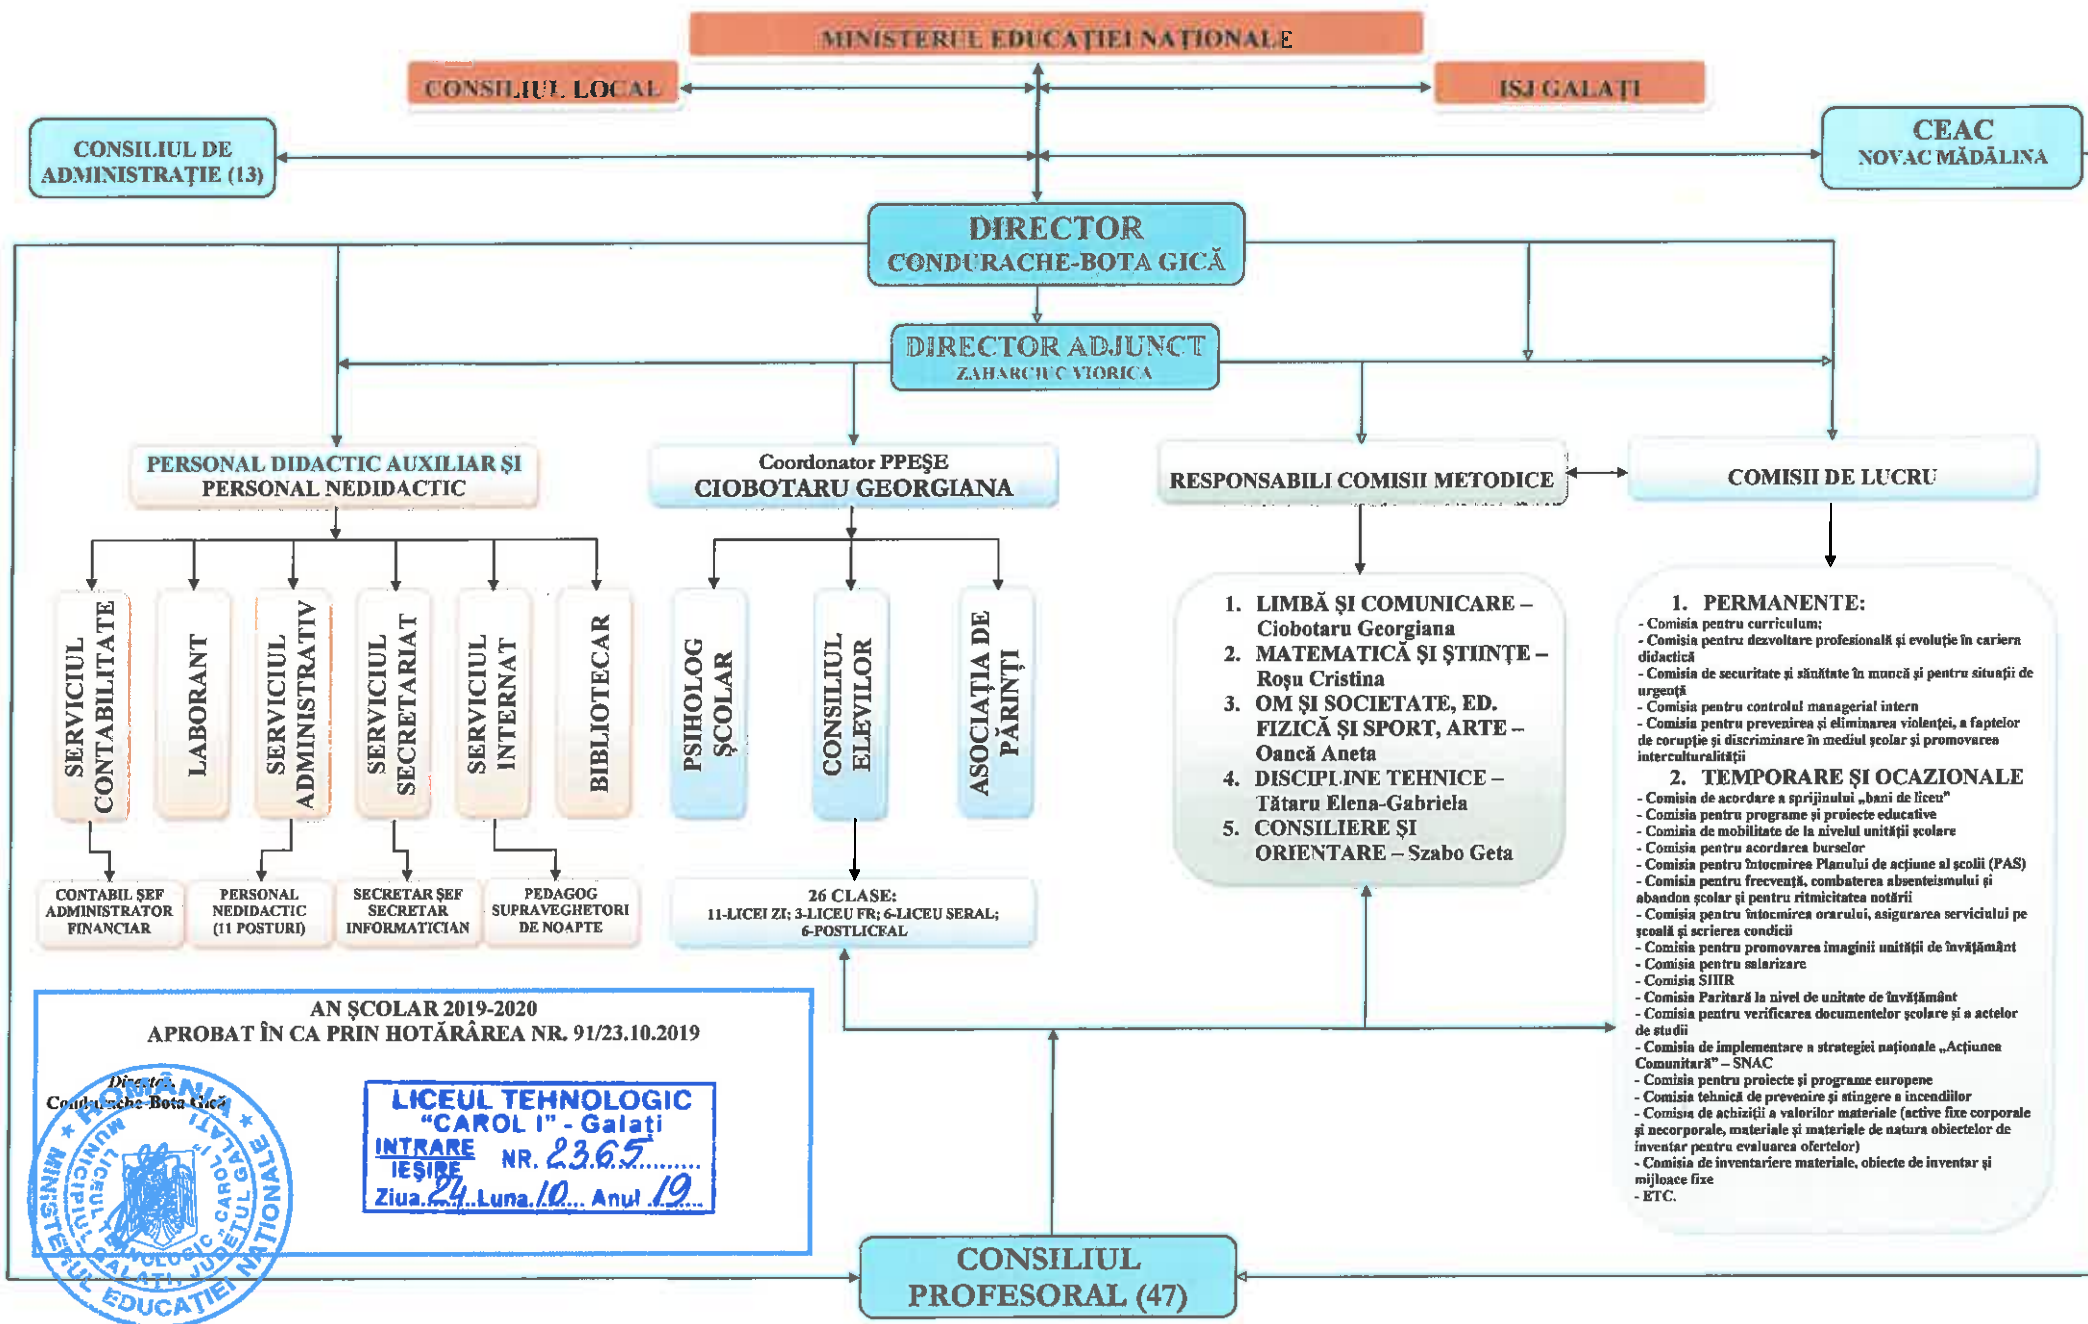 MINISTERUL EDUCAȚIEI NAȚIONALE
CONSILIUL LOCAL
ISJ GALAȚI
CONSILIUL DE
ADMINISTRAȚIE (13)
CEAC
NOVAC MĂDĂLINA
DIRECTOR
CONDURACHE-BOTA GICĂ
DIRECTOR ADJUNCT
ZAHARCIUC VIORICA
PERSONAL DIDACTIC AUXILIAR ȘI
PERSONAL NEDIDACTIC
Coordonator PPEȘE
CIOBOTARU GEORGIANA
RESPONSABILI COMISII METODICE
COMISII DE LUCRU
SERVICIUL
CONTABILITATE
LABORANT
SERVICIUL
ADMINISTRATIV
SERVICIUL
SECRETARIAT
SERVICIUL
INTERNAT
BIBLIOTECAR
PSIHOLOG
ȘCOLAR
CONSILIUL
ELEVILOR
ASOCIAȚIA DE
PĂRINȚI
CONTABIL ȘEF
ADMINISTRATOR
FINANCIAR
PERSONAL
NEDIDACTIC
(11 POSTURI)
SECRETAR ȘEF
SECRETAR
INFORMATICIAN
PEDAGOG
SUPRAVEGHETORI
DE NOAPTE
26 CLASE:
11-LICEI ZI; 3-LICEU FR; 6-LICEU SERAL;
6-POSTLICEAL
1. LIMBĂ ȘI COMUNICARE –
Ciobotaru Georgiana
2. MATEMATICĂ ȘI ȘTIINȚE –
Roșu Cristina
3. OM ȘI SOCIETATE, ED.
FIZICĂ ȘI SPORT, ARTE –
Oancă Aneta
4. DISCIPLINE TEHNICE –
Tătaru Elena-Gabriela
5. CONSILIERE ȘI
ORIENTARE – Szabo Geta
1. PERMANENTE:
- Comisia pentru curriculum;
- Comisia pentru dezvoltare profesională și evoluție în cariera
didactică
- Comisia de securitate și sănătate în muncă și pentru situații de
urgență
- Comisia pentru controlul managerial intern
- Comisia pentru prevenirea și eliminarea violenței, a faptelor
de corupție și discriminare în mediul școlar și promovarea
interculturalității
2. TEMPORARE ȘI OCAZIONALE
- Comisia de acordare a sprijinului „bani de liceu”
- Comisia pentru programe și proiecte educative
- Comisia de mobilitate de la nivelul unității școlare
- Comisia pentru acordarea burselor
- Comisia pentru întocmirea Planului de acțiune al școlii (PAS)
- Comisia pentru frecvență, combaterea absenteismului și
abandon școlar și pentru ritmicitatea notării
- Comisia pentru întocmirea orarului, asigurarea serviciului pe
școală și scrierea condicii
- Comisia pentru promovarea imaginii unității de învățământ
- Comisia pentru salarizare
- Comisia SIIIR
- Comisia Paritară la nivel de unitate de învățământ
- Comisia pentru verificarea documentelor școlare și a actelor
de studii
- Comisia de implementare a strategiei naționale „Acțiunea
Comunitară” – SNAC
- Comisia pentru proiecte și programe europene
- Comisia tehnică de prevenire și stingere a incendiilor
- Comisia de achiziții a valorilor materiale (active fixe corporale
și necorporale, materiale și materiale de natura obiectelor de
inventar pentru evaluarea ofertelor)
- Comisia de inventariere materiale, obiecte de inventar și
mijloace fixe
- ETC.
AN ȘCOLAR 2019-2020
APROBAT ÎN CA PRIN HOTĂRÂREA NR. 91/23.10.2019
Director,
Condurache-Bota Gică
ROMÂNIA
MINISTERUL EDUCAȚIEI NAȚIONALE
MUNICIPIUL GALAȚI, JUDEȚUL GALAȚI
LICEUL TEHNOLOGIC „CAROL I”
LICEUL TEHNOLOGIC
"CAROL I" - Galați
INTRARE
IEȘIRE NR. 2365
Ziua 24 Luna 10 Anul 19
CONSILIUL
PROFESORAL (47)